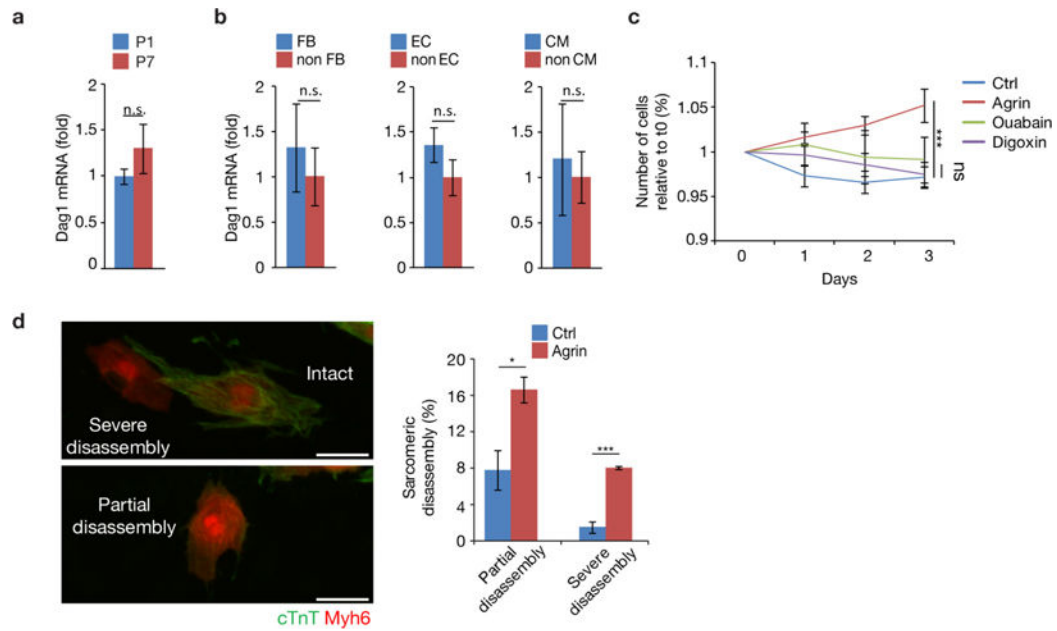 a
P1
P7
Dag1 mRNA (fold)
2
1.5
1
0.5
0
n.s.
b
FB
non FB
Dag1 mRNA (fold)
2
1.5
1
0.5
0
n.s.
EC
non EC
2
1.5
1
0.5
0
n.s.
CM
non CM
2
1.5
1
0.5
0
n.s.
c
Number of cells
relative to t0 (%)
1.1
1.05
1
0.95
0.9
0 1 2 3
Days
Ctrl
Agrin
Ouabain
Digoxin
***
ns
d
Intact
Severe
disassembly
Partial
disassembly
cTnT Myh6
Ctrl
Agrin
Sarcomeric
disassembly (%)
20
16
12
8
4
0
*
***
Partial
disassembly
Severe
disassembly